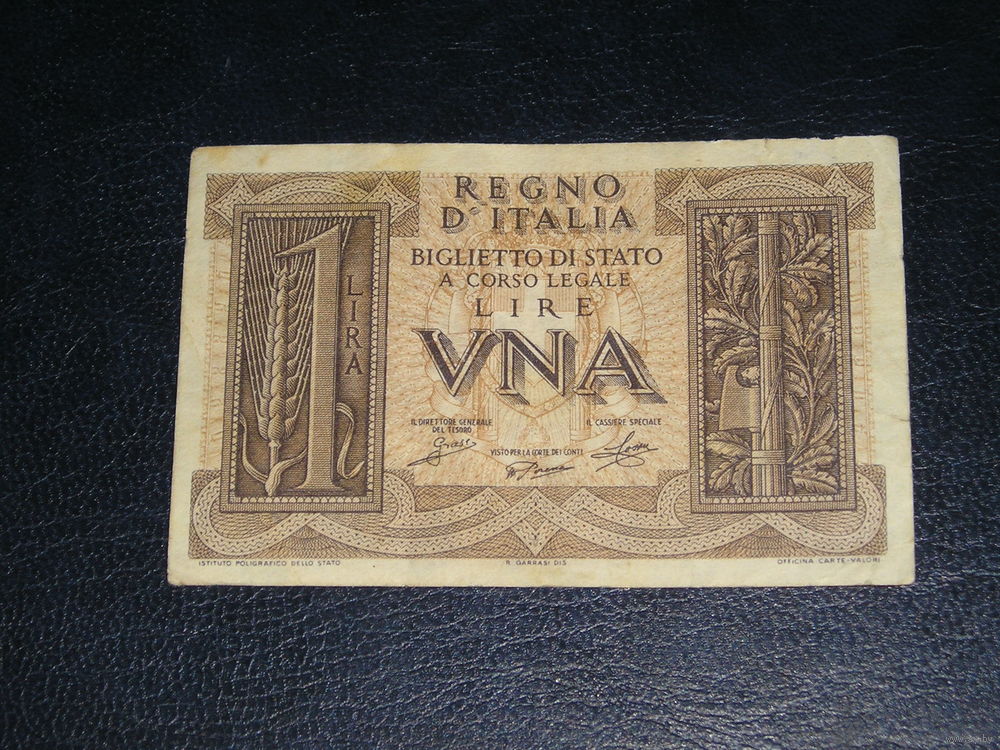 REGNO
D'ITALIA
BIGLIETTO DI STATO
A CORSO LEGALE
LIRE
VNA
1
LIRA
IL DIRETTORE GENERALE
DEL TESORO
IL CASSIERE SPECIALE
VISTO PER LA CORTE DEI CONTI
ISTITUTO POLIGRAFICO DELLO STATO
R. GARRASI DIS.
OFFICINA CARTE-VALORI